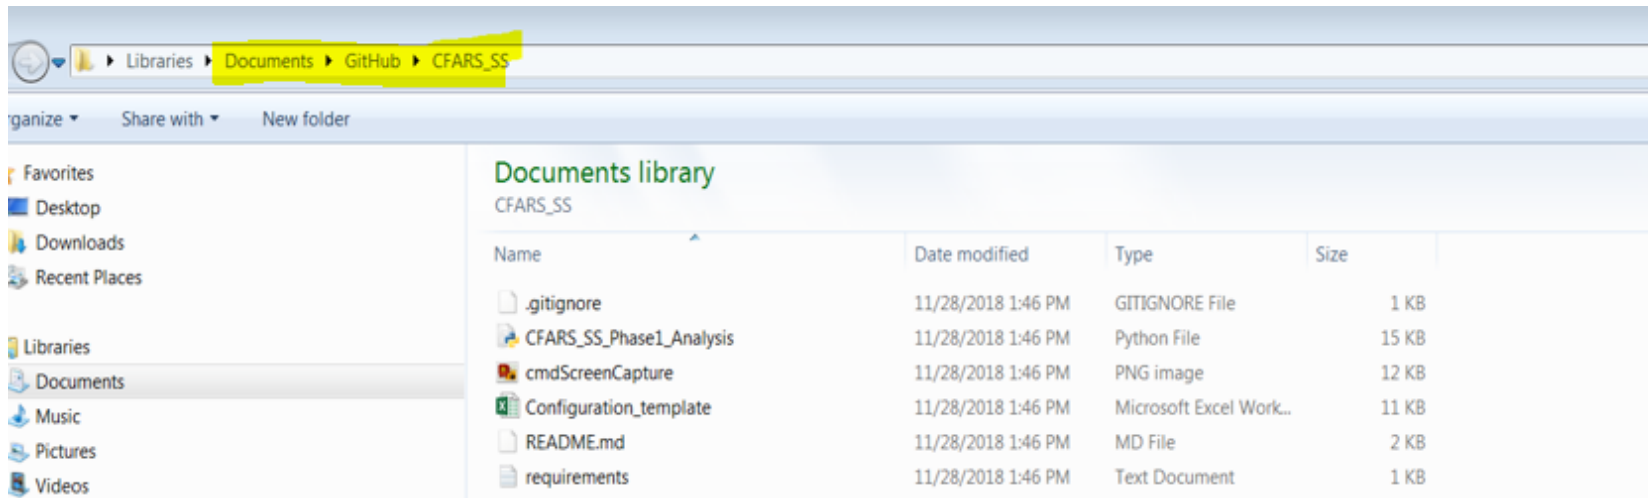 Libraries Documents GitHub CFARS_SS
rganize Share with New folder
Favorites
Desktop
Downloads
Recent Places
Libraries
Documents
Music
Pictures
Videos
Documents library
CFARS_SS
Name Date modified Type Size
.gitignore 11/28/2018 1:46 PM GITIGNORE File 1 KB
CFARS_SS_Phase1_Analysis 11/28/2018 1:46 PM Python File 15 KB
cmdScreenCapture 11/28/2018 1:46 PM PNG image 12 KB
Configuration_template 11/28/2018 1:46 PM Microsoft Excel Work... 11 KB
README.md 11/28/2018 1:46 PM MD File 2 KB
requirements 11/28/2018 1:46 PM Text Document 1 KB